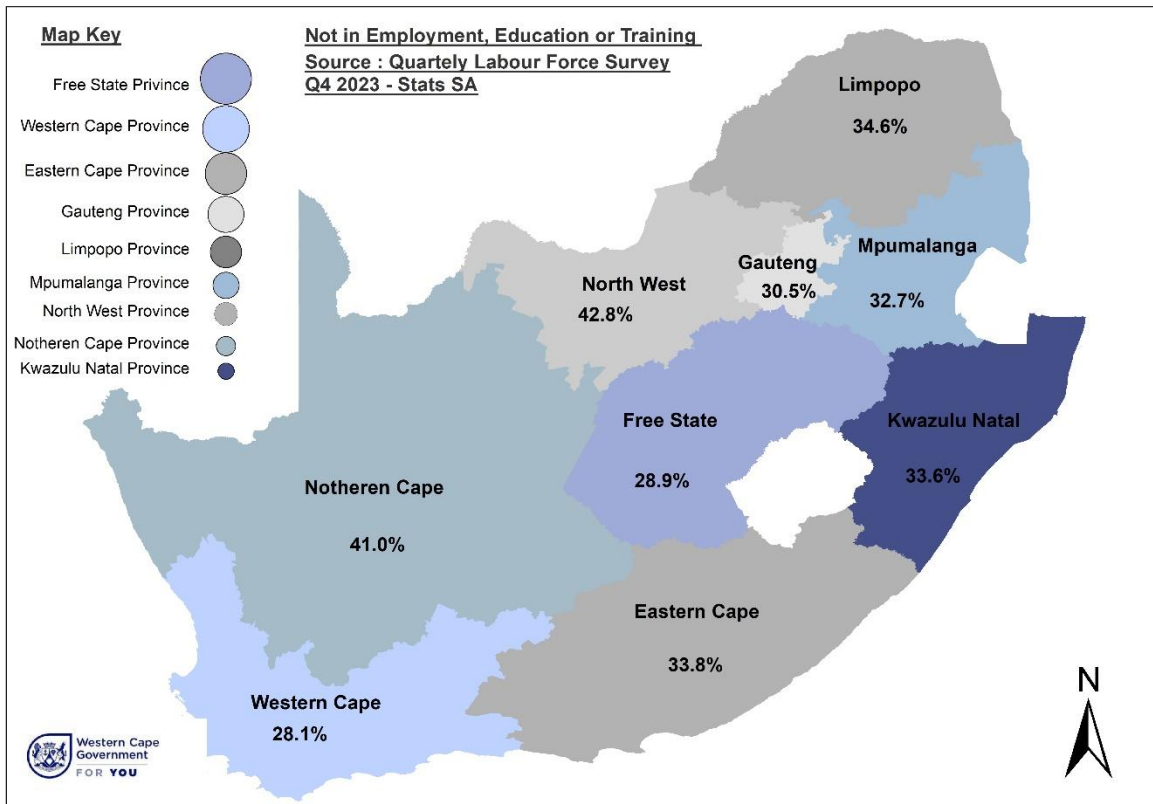 Map Key
Free State Privince
Western Cape Province
Eastern Cape Province
Gauteng Province
Limpopo Province
Mpumalanga Province
North West Province
Notheren Cape Province
Kwazulu Natal Province
Not in Employment, Education or Training
Source : Quartely Labour Force Survey
Q4 2023 - Stats SA
Limpopo
34.6%
Mpumalanga
32.7%
Gauteng
30.5%
North West
42.8%
Free State
28.9%
Kwazulu Natal
33.6%
Notheren Cape
41.0%
Eastern Cape
33.8%
Western Cape
28.1%
N
Western Cape
Government
FOR YOU